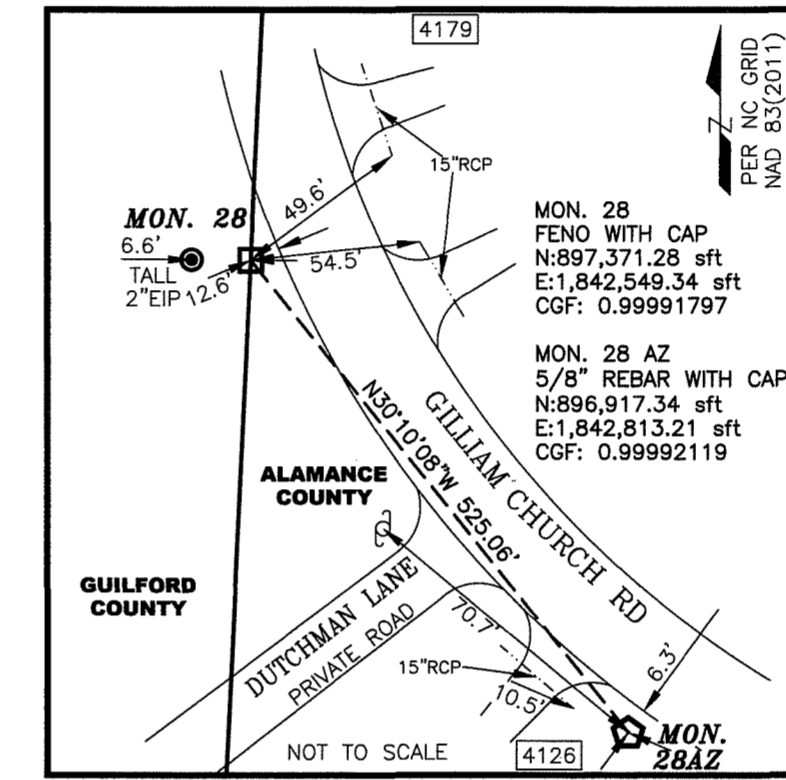 4179
PER NC GRID
NAD 83(2011)
Z
15"RCP
49.6'
MON. 28
6.6'
TALL
2"EIP
12.6'
54.5'
MON. 28
FENO WITH CAP
N:897,371.28 sft
E:1,842,549.34 sft
CGF: 0.99991797
MON. 28 AZ
5/8" REBAR WITH CAP
N:896,917.34 sft
E:1,842,813.21 sft
CGF: 0.99992119
N30°10'08"W 525.06'
GILLIAM CHURCH RD
ALAMANCE
COUNTY
GUILFORD
COUNTY
DUTCHMAN LANE
PRIVATE ROAD
70.7'
15"RCP
10.5'
6.3'
NOT TO SCALE
4126
MON.
28AZ